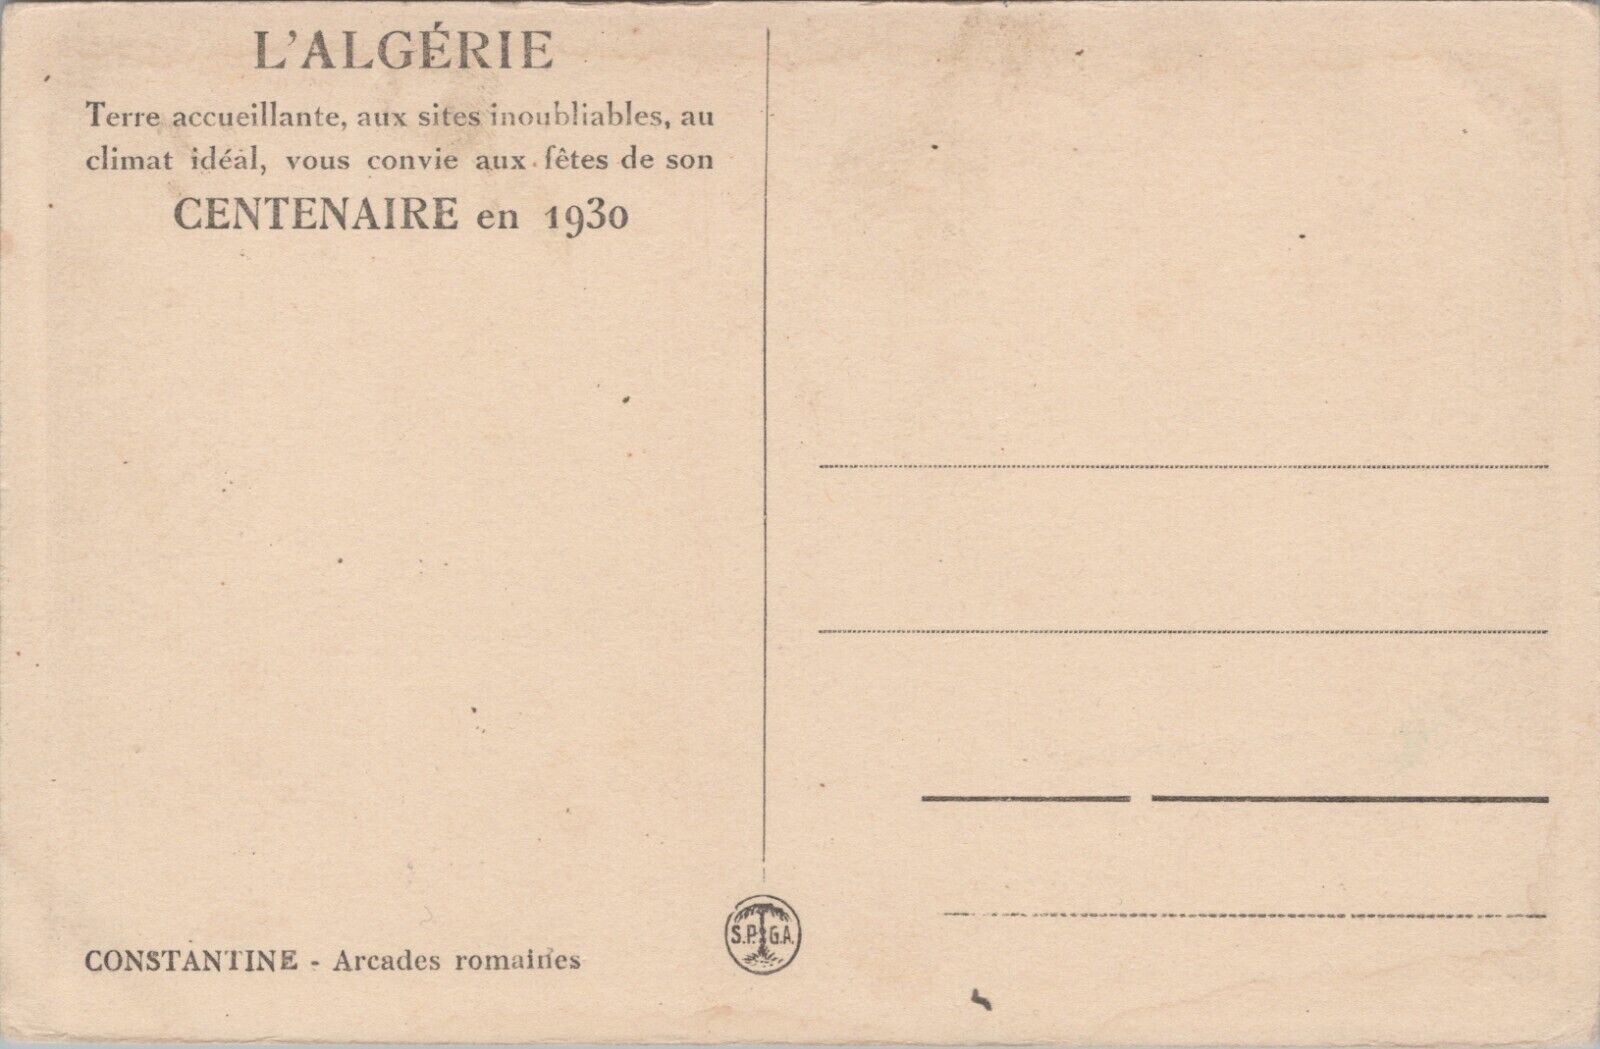 L'ALGÉRIE
Terre accueillante, aux sites inoubliables, au
climat idéal, vous convie aux fêtes de son
CENTENAIRE en 1930
CONSTANTINE - Arcades romaines
S.P.G.A.